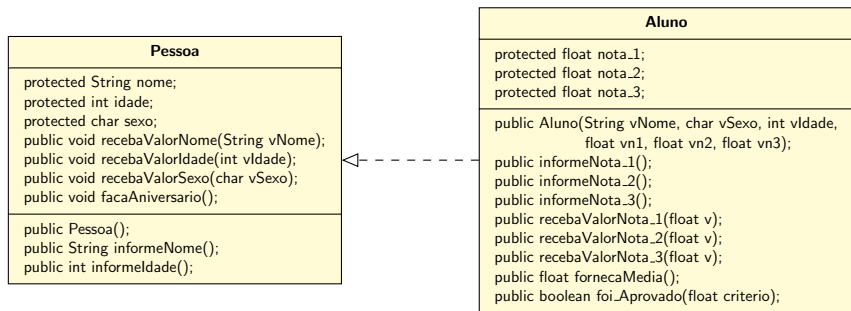 Pessoa
protected String nome;
protected int idade;
protected char sexo;
public void recebaValorNome(String vNome);
public void recebaValorIdade(int vIdade);
public void recebaValorSexo(char vSexo);
public void facaAniversario();
public Pessoa();
public String informeNome();
public int informeIdade();
Aluno
protected float nota_1;
protected float nota_2;
protected float nota_3;
public Aluno(String vNome, char vSexo, int vIdade,
float vn1, float vn2, float vn3);
public informeNota_1();
public informeNota_2();
public informeNota_3();
public recebaValorNota_1(float v);
public recebaValorNota_2(float v);
public recebaValorNota_3(float v);
public float fornecaMedia();
public boolean foi_Aprovado(float criterio);